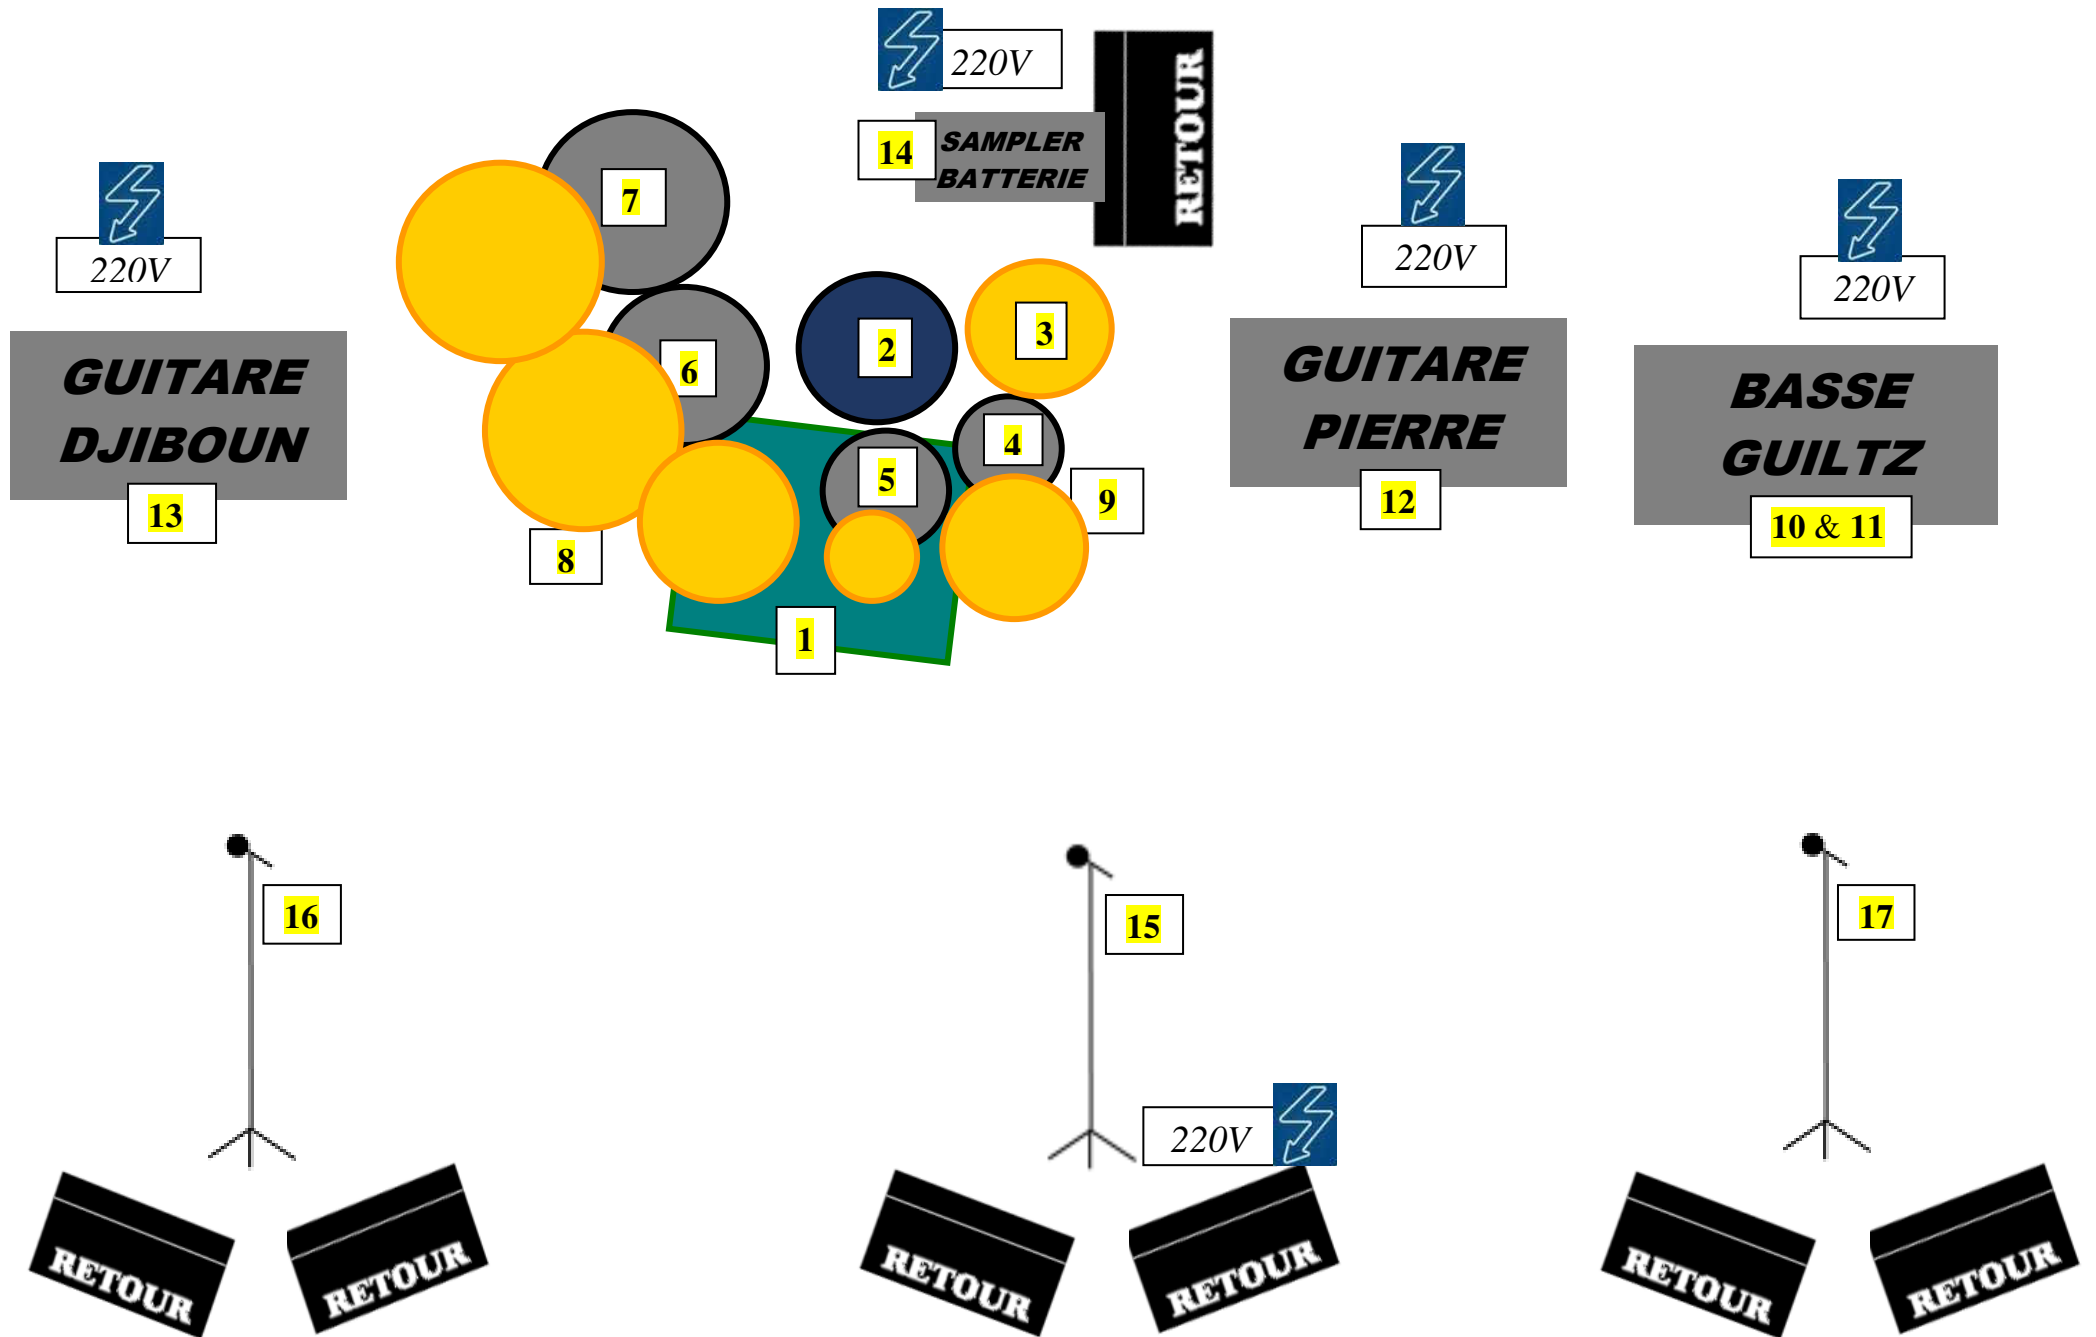 220V
RETOUR
14
SAMPLER
BATTERIE
7
220V
220V
220V
2
3
6
4
5
9
8
1
GUITARE
DJIBOUN
13
GUITARE
PIERRE
12
BASSE
GUILTZ
10 & 11
16
15
17
220V
RETOUR
RETOUR
RETOUR
RETOUR
RETOUR
RETOUR